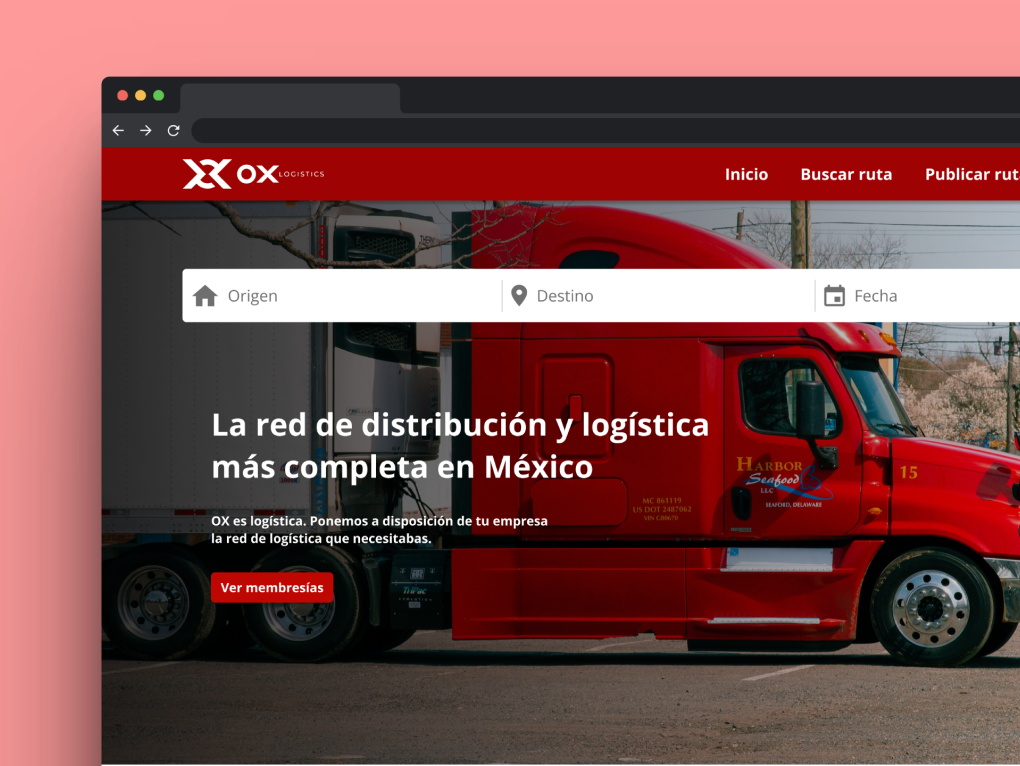 OX LOGISTICS
Inicio
Buscar ruta
Publicar ruta
Origen
Destino
Fecha
La red de distribución y logística
más completa en México
OX es logística. Ponemos a disposición de tu empresa
la red de logística que necesitabas.
Ver membresías
HARBOR
Seafood
LLC
SEAFORD, DELAWARE
15
MC 861119
US DOT 2487062